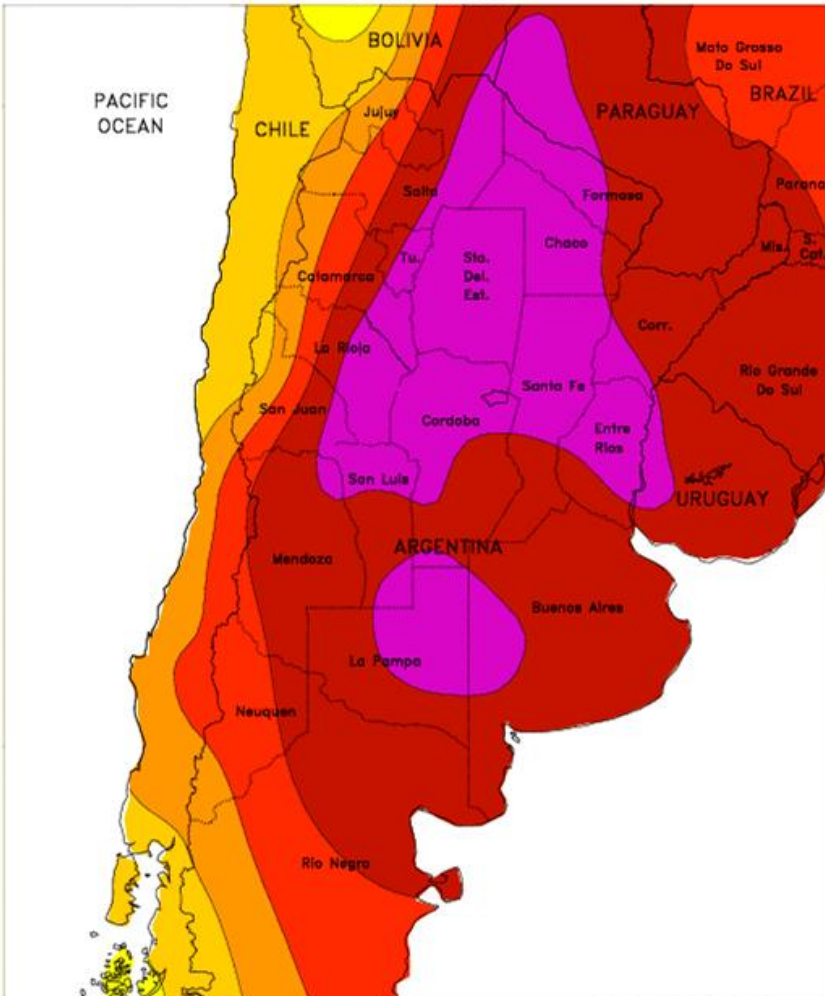 BOLIVIA
Mato Grosso
Do Sul
PACIFIC
OCEAN
BRAZIL
Jujuy
PARAGUAY
CHILE
Parana
Salta
Formosa
Chaco
Mis.
S.
Cat.
Tu.
Sto.
Del.
Est.
Catamarca
Corr.
La Rioja
Rio Grande
Do Sul
Santa Fe
San Juan
Cordoba
Entre
Rios
San Luis
URUGUAY
ARGENTINA
Mendoza
Buenos Aires
La Pampa
Neuquen
Rio Negro